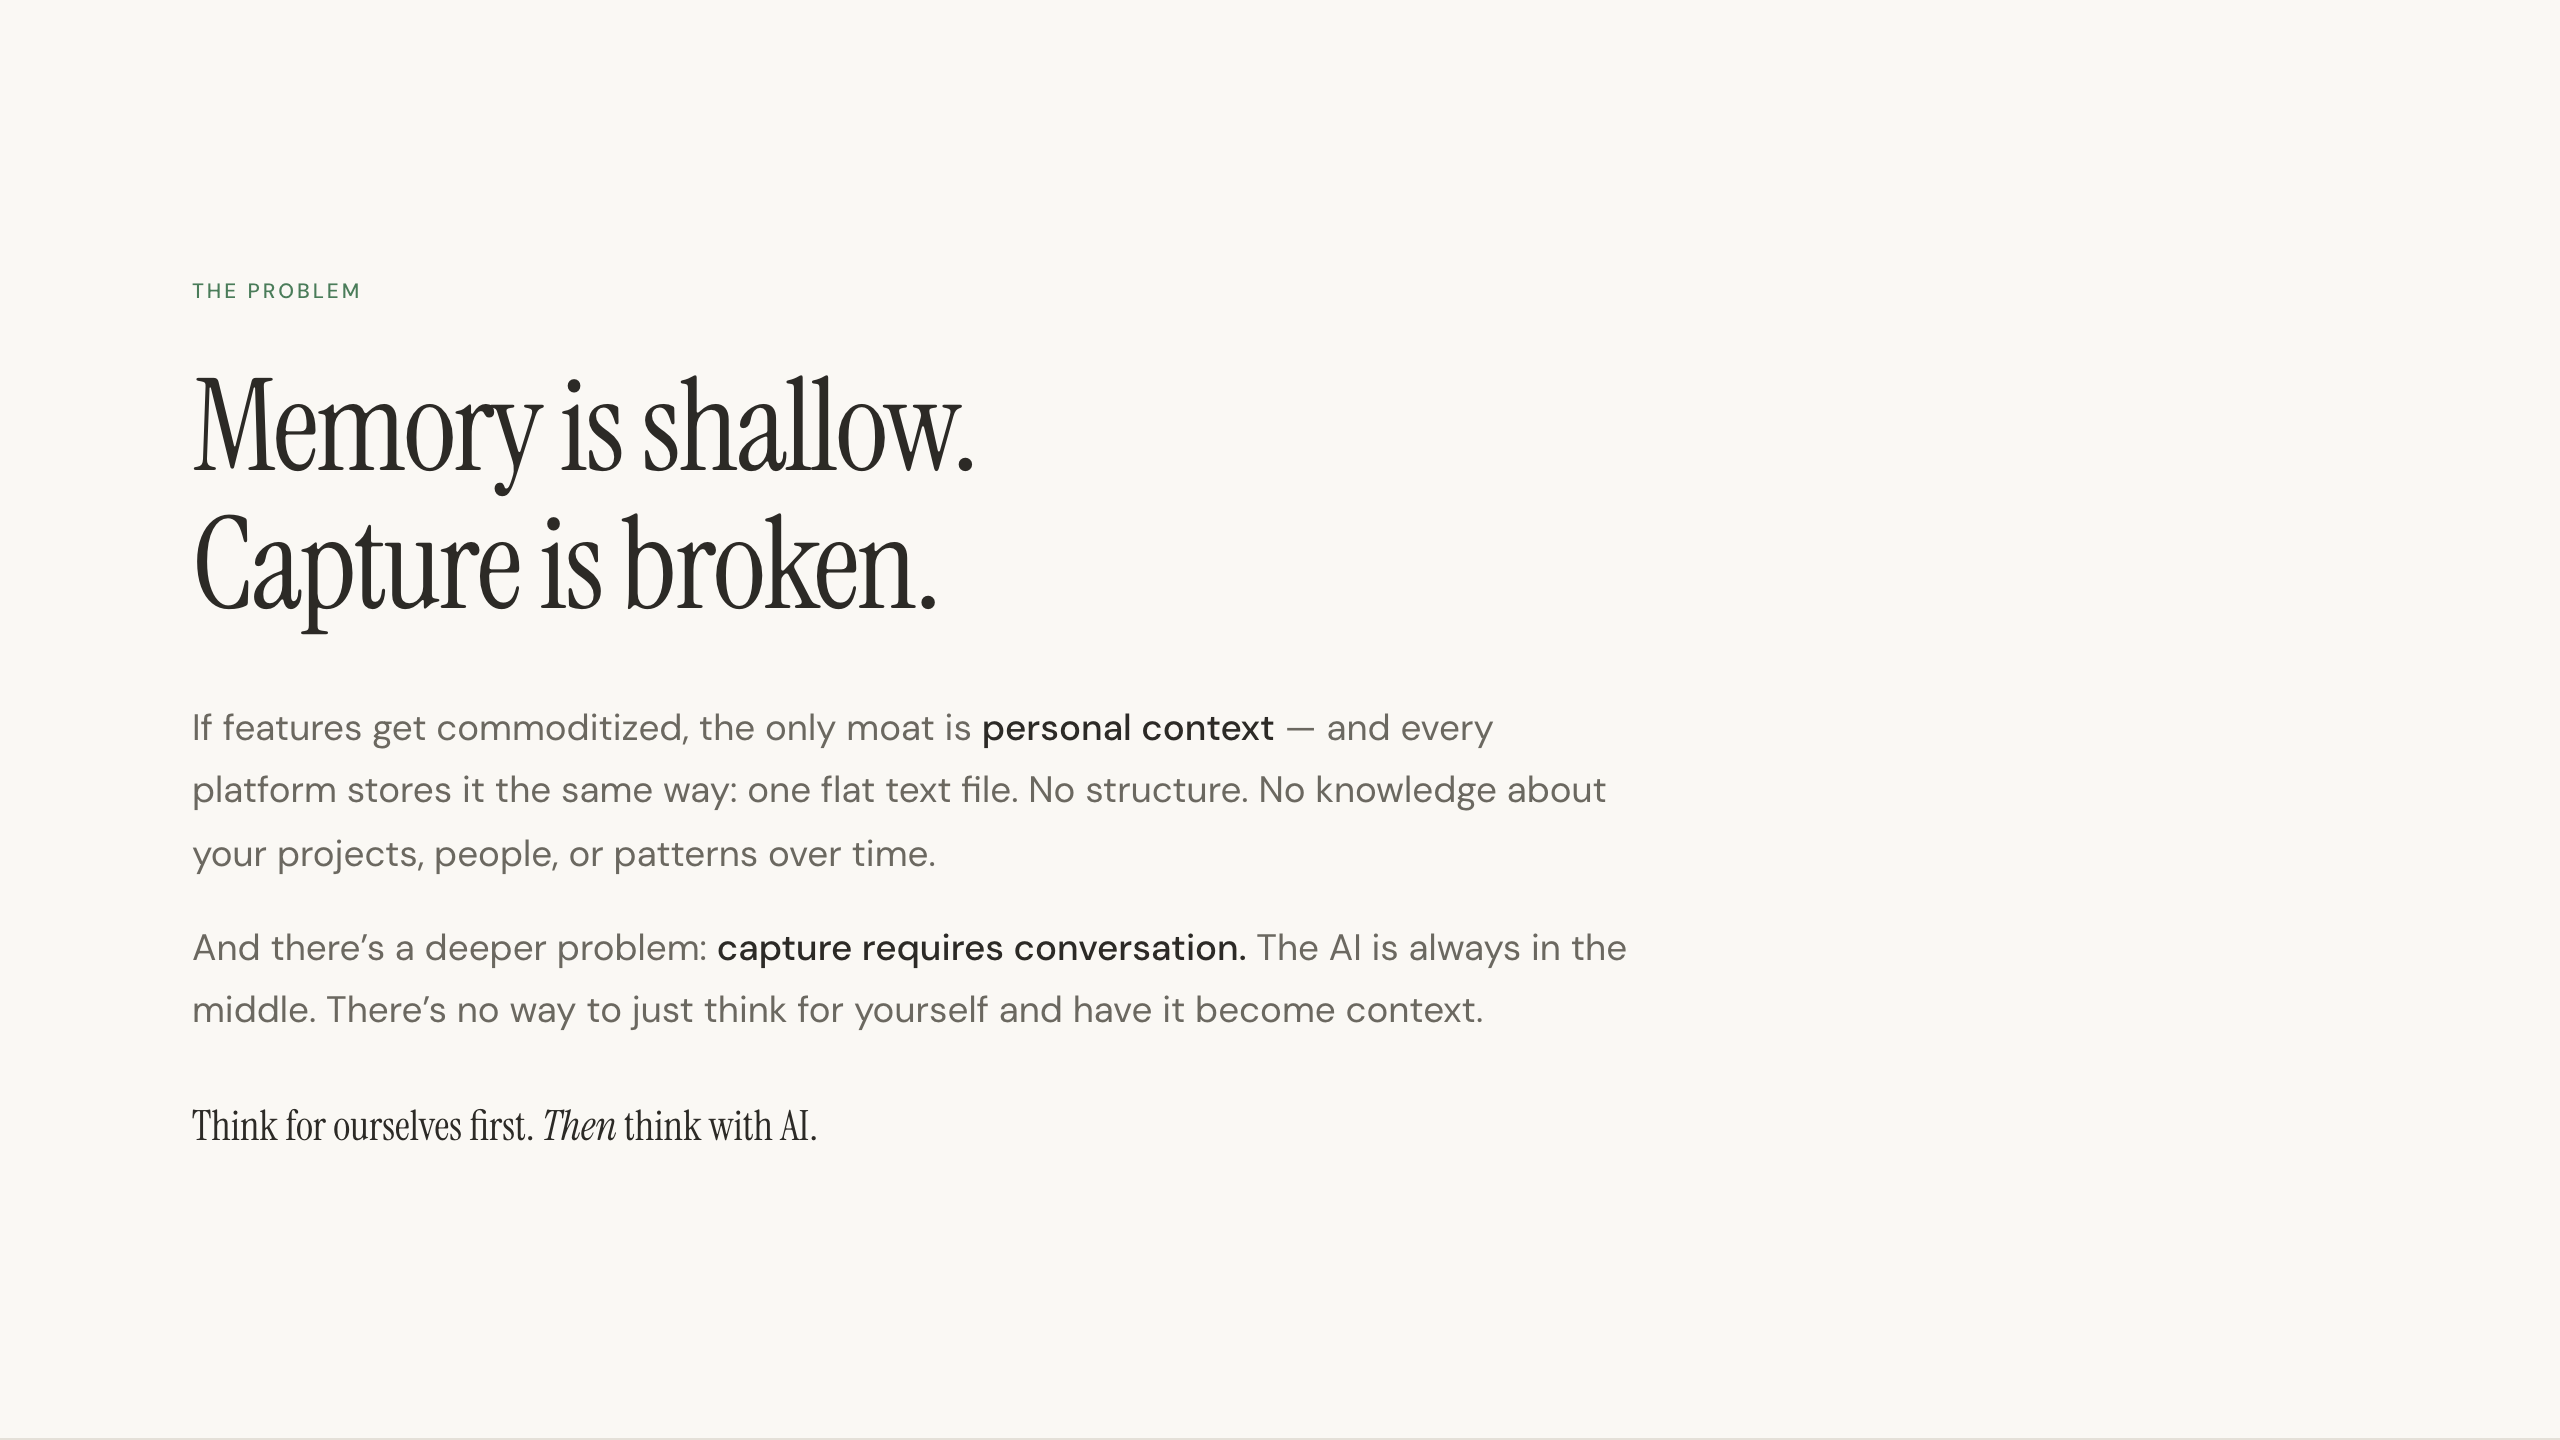 THE PROBLEM
Memory is shallow.
Capture is broken.
If features get commoditized, the only moat is personal context — and every
platform stores it the same way: one flat text file. No structure. No knowledge about
your projects, people, or patterns over time.
And there’s a deeper problem: capture requires conversation. The AI is always in the
middle. There’s no way to just think for yourself and have it become context.
Think for ourselves first. Then think with AI.